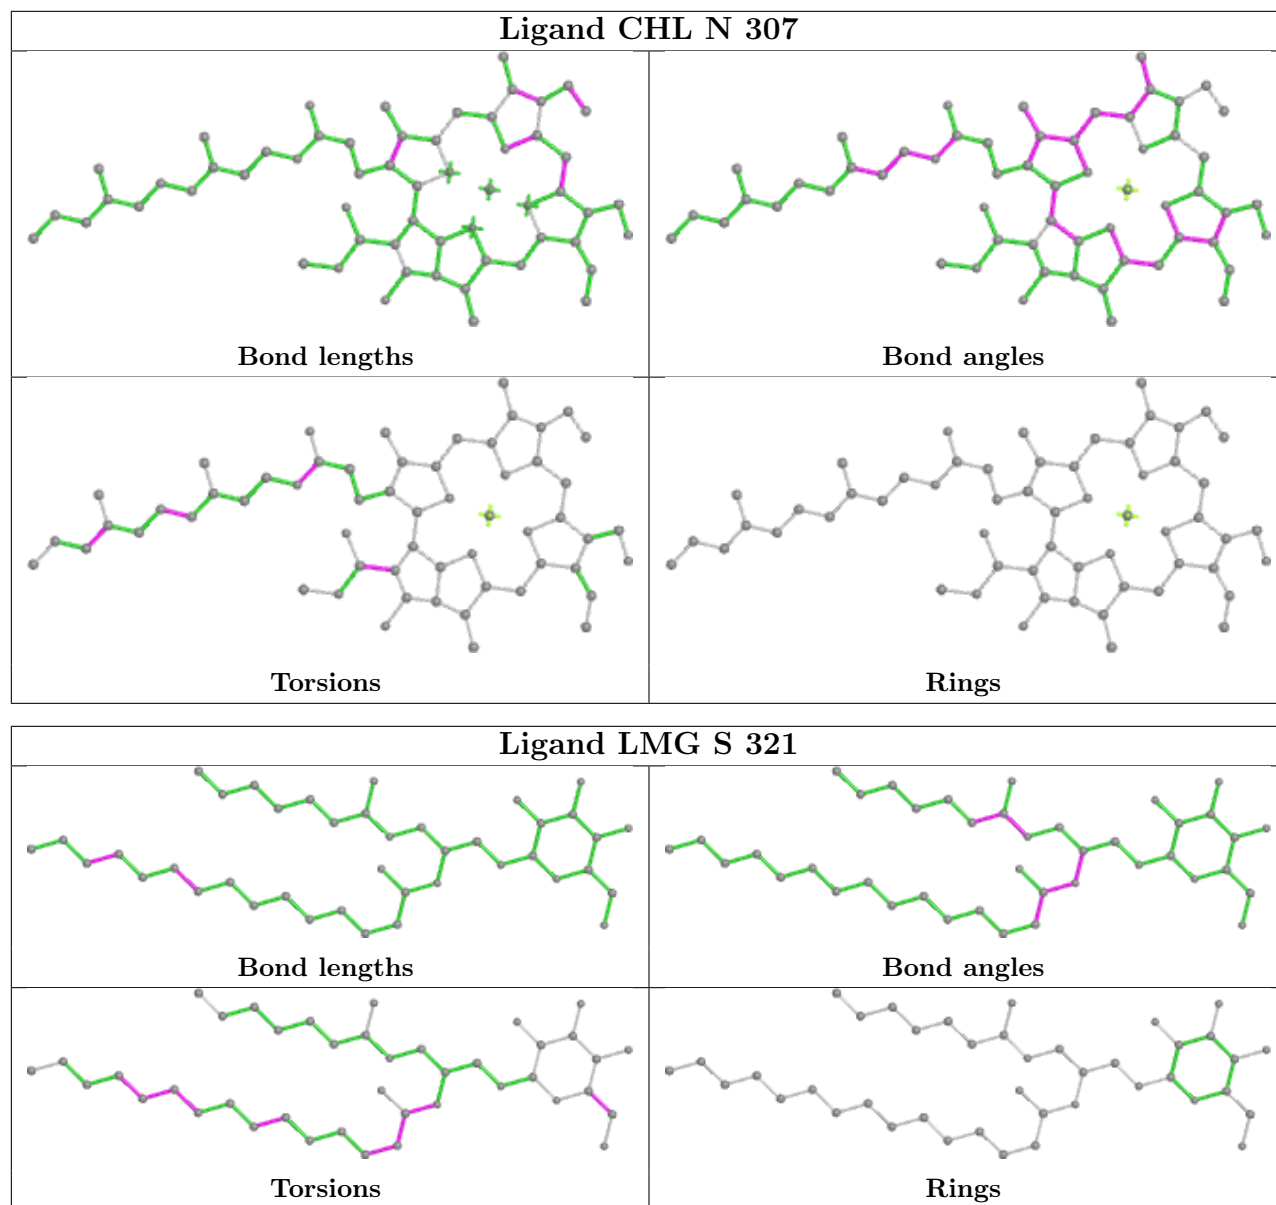 Ligand CHL N 307
Bond lengths
Bond angles
Torsions
Rings
Ligand LMG S 321
Bond lengths
Bond angles
Torsions
Rings